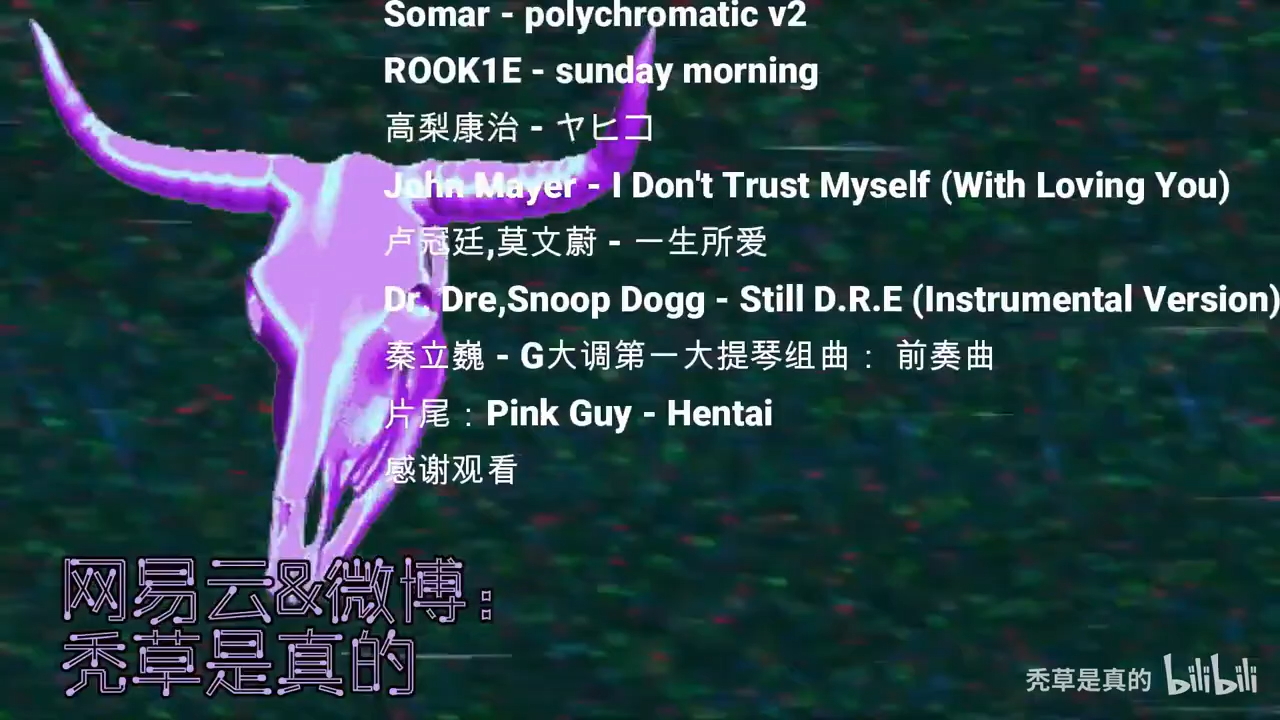 Somar - polychromatic v2
ROOK1E - sunday morning
高梨康治 - ヤヒコ
John Mayer - I Don't Trust Myself (With Loving You)
卢冠廷,莫文蔚 - 一生所爱
Dr. Dre,Snoop Dogg - Still D.R.E (Instrumental Version)
秦立巍 - G大调第一大提琴组曲： 前奏曲
片尾：Pink Guy - Hentai
感谢观看
网易云&微博：
秃草是真的
秃草是真的 bilibili